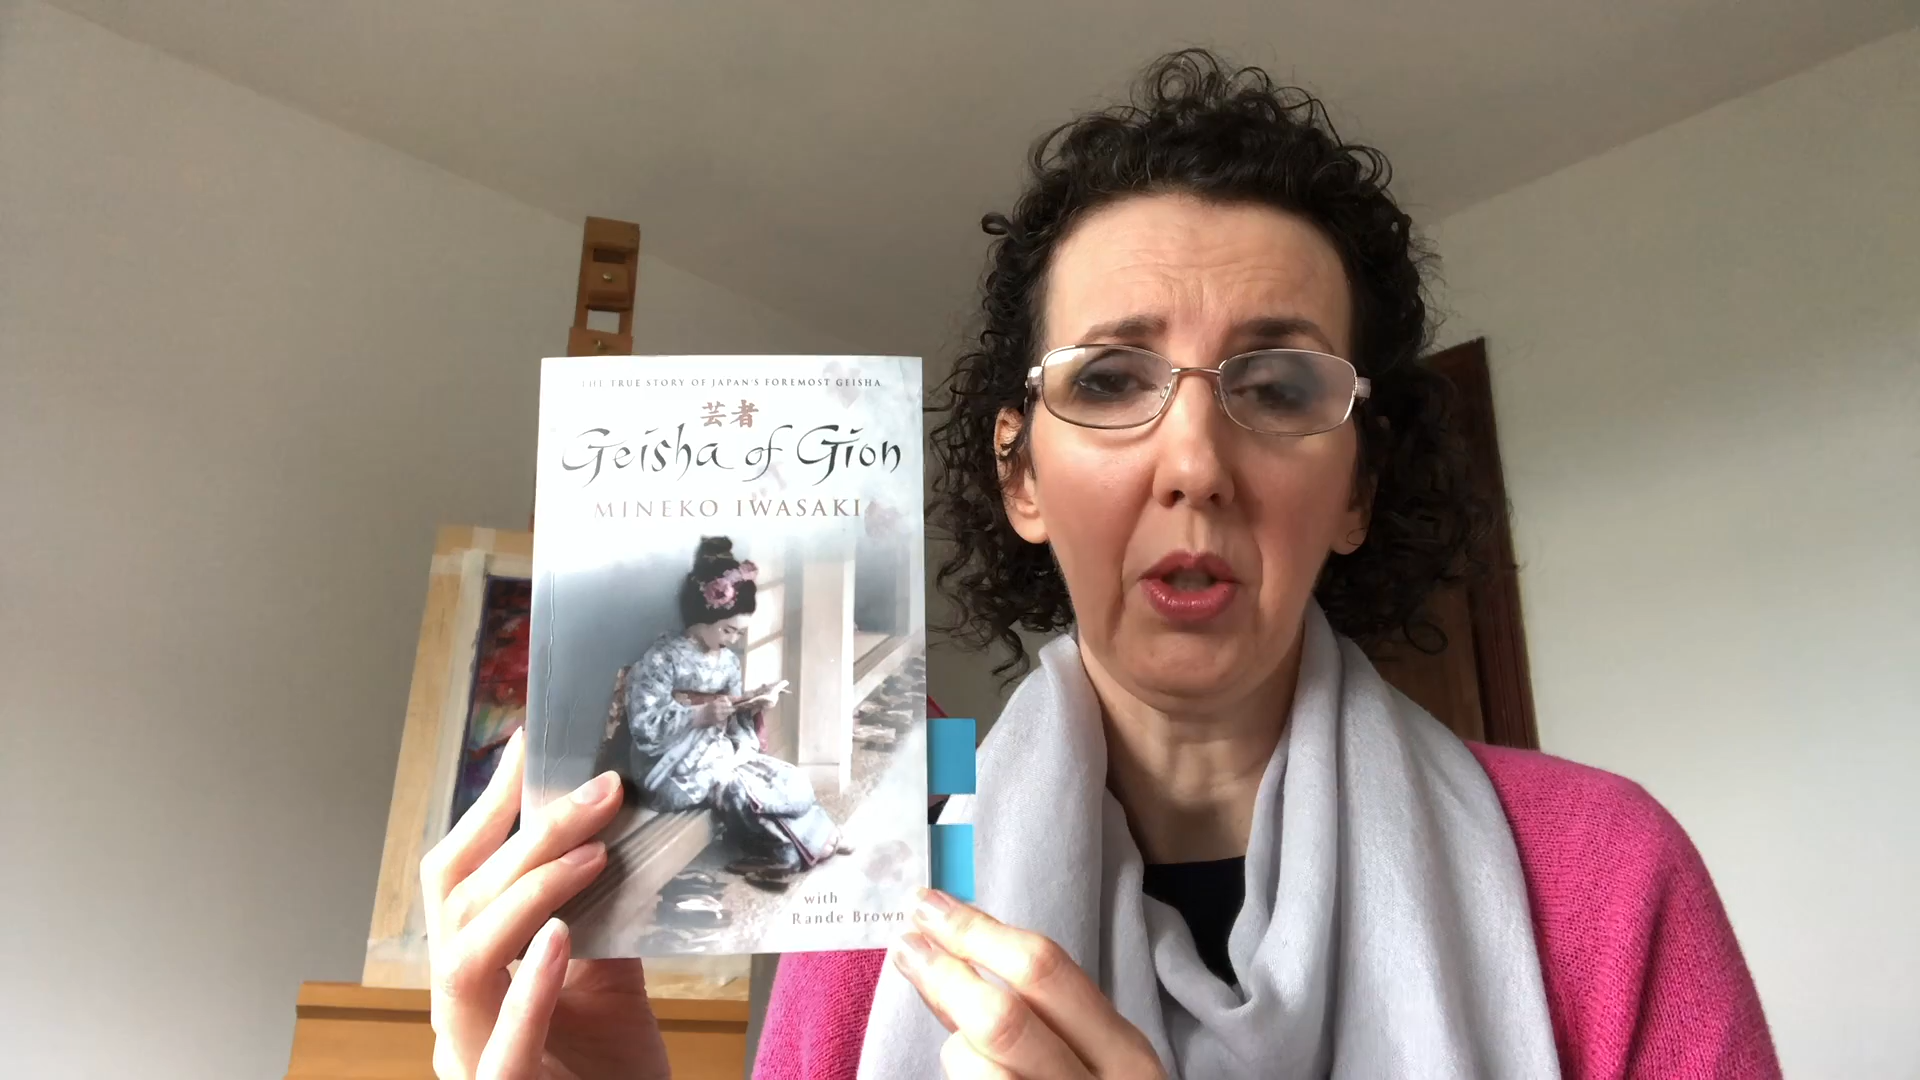 THE TRUE STORY OF JAPAN'S FOREMOST GEISHA
芸者
Geisha of Gion
MINEKO IWASAKI
with
Rande Brown